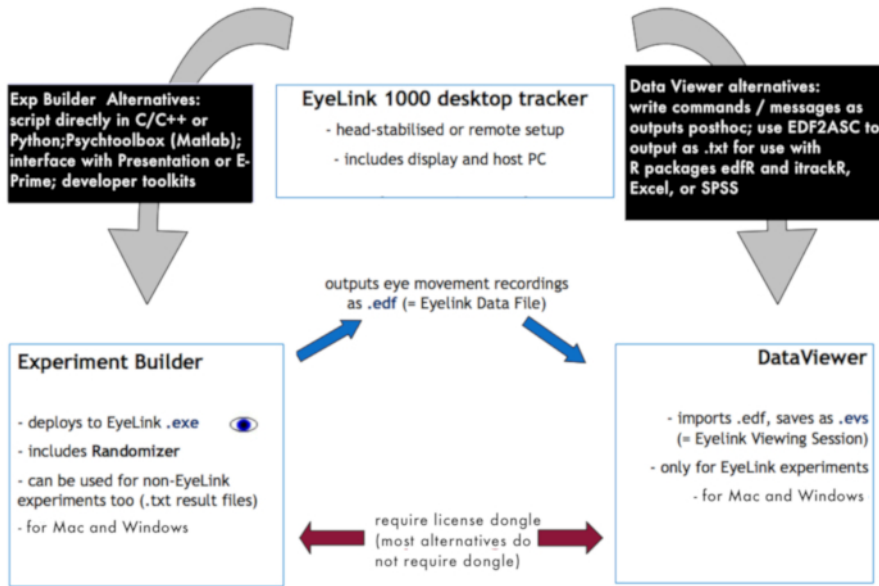 Exp Builder Alternatives:
script directly in C/C++ or
Python;Psychtoolbox (Matlab);
interface with Presentation or E-
Prime; developer toolkits
EyeLink 1000 desktop tracker
- head-stabilised or remote setup
- includes display and host PC
Data Viewer alternatives:
write commands / messages as
outputs posthoc; use EDF2ASC to
output as .txt for use with
R packages edfR and itrackR,
Excel, or SPSS
outputs eye movement recordings
as .edf (= Eyelink Data File)
Experiment Builder
- deploys to EyeLink .exe
- includes Randomizer
- can be used for non-EyeLink
experiments too (.txt result files)
- for Mac and Windows
DataViewer
- imports .edf, saves as .evs
(= Eyelink Viewing Session)
- only for EyeLink experiments
- for Mac and Windows
require license dongle
(most alternatives do
not require dongle)